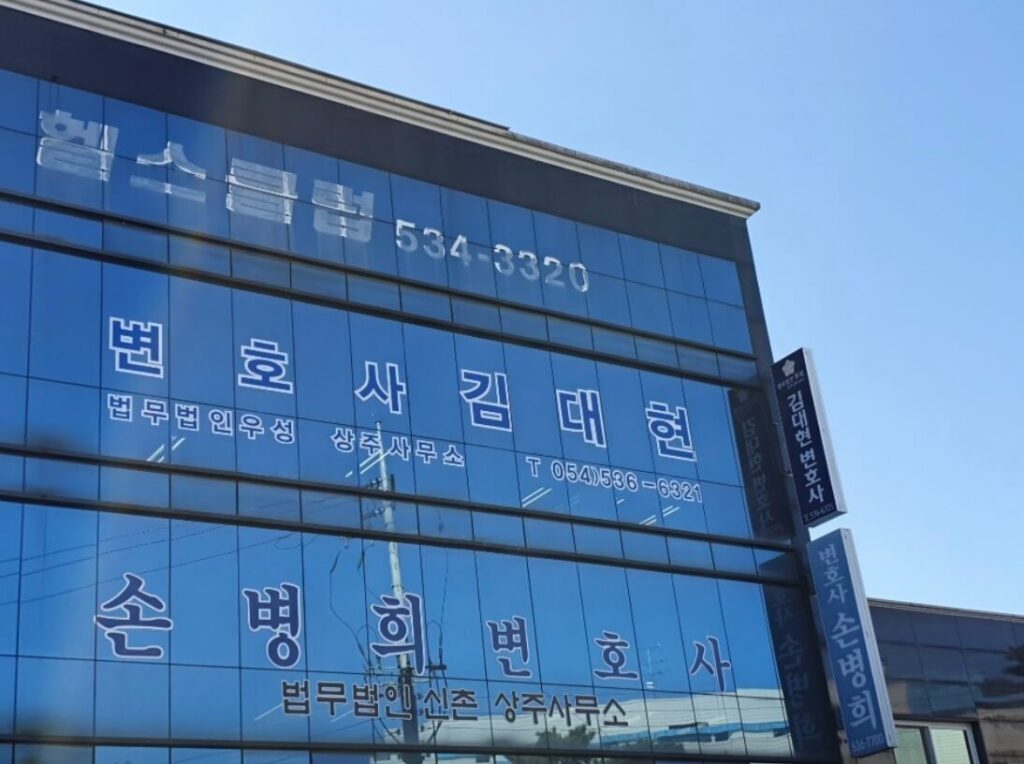 헬스클럽 534-3320
변호사 김대현
법무법인우성 상주사무소 T 054)536-6321
손병희 변호사
법무법인 신촌 상주사무소
김대현변호사
변호사 손병희
536-7700